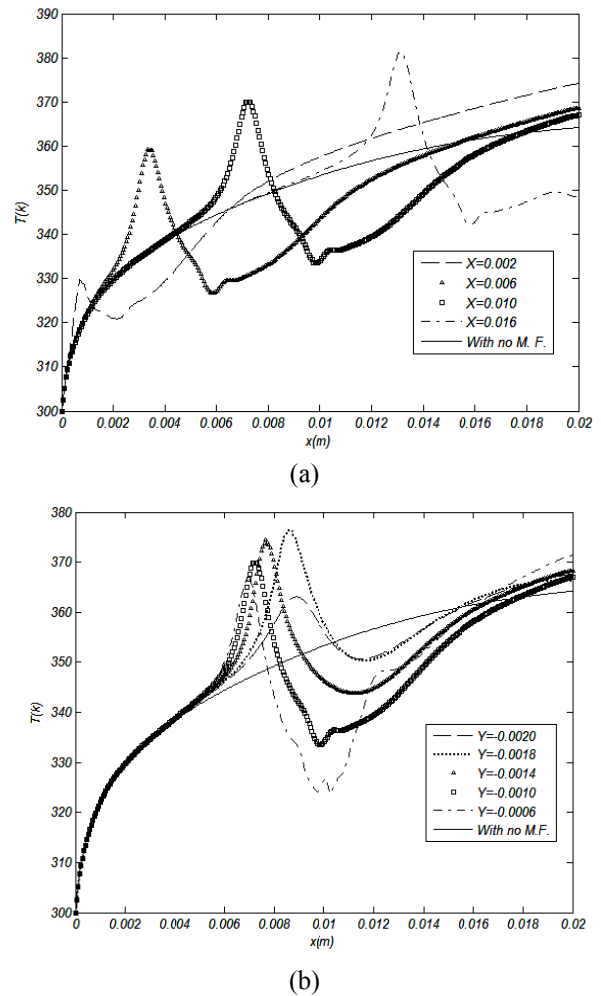 390
380
370
360
350
340
330
320
310
300
T(k)
0 0.002 0.004 0.006 0.008 0.01 0.012 0.014 0.016 0.018 0.02
x(m)
X=0.002
X=0.006
X=0.010
X=0.016
With no M. F.
(a)
380
370
360
350
340
330
320
310
300
T(k)
0 0.002 0.004 0.006 0.008 0.01 0.012 0.014 0.016 0.018 0.02
x(m)
Y=-0.0020
Y=-0.0018
Y=-0.0014
Y=-0.0010
Y=-0.0006
With no M.F.
(b)